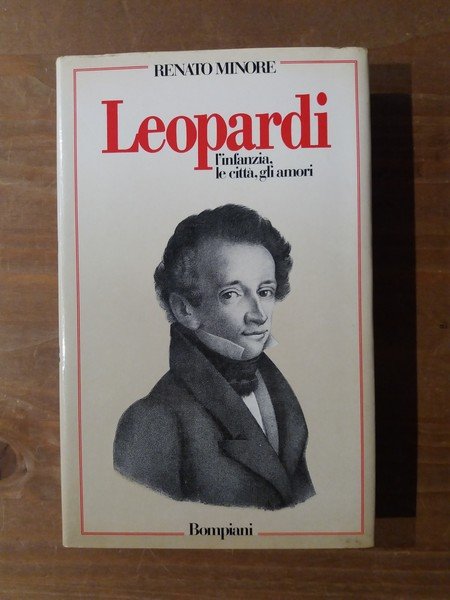 RENATO MINORE
Leopardi
l'infanzia,
le città, gli amori
Bompiani